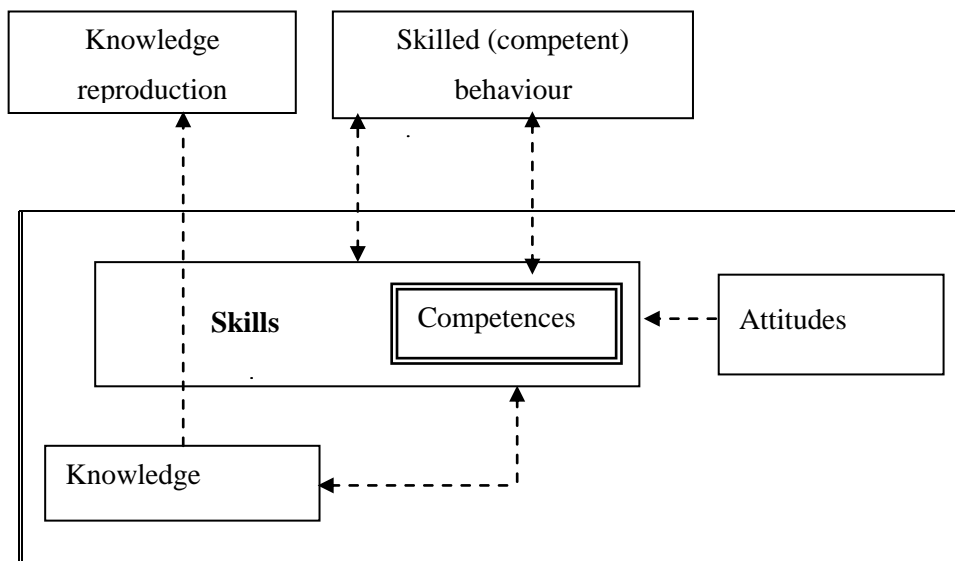 Knowledge
reproduction
Skilled (competent)
behaviour
Skills
Competences
Attitudes
Knowledge